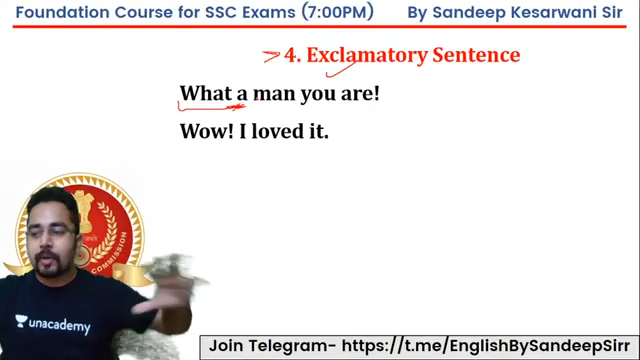 Foundation Course for SSC Exams (7:00PM) By Sandeep Kesarwani Sir
4. Exclamatory Sentence
What a man you are!
Wow! I loved it.
COMMISSION
unacademy
Join Telegram- https://t.me/EnglishBySandeepSirr